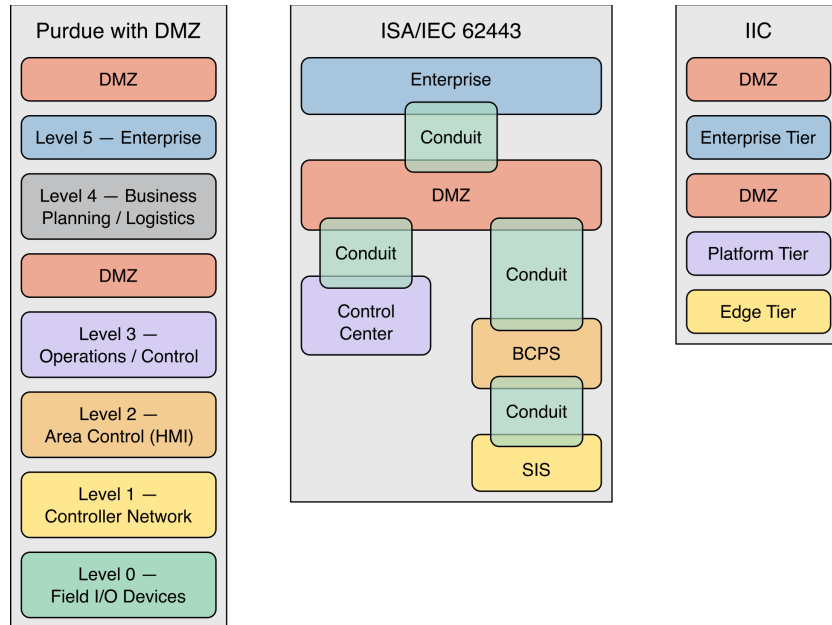 Purdue with DMZ
DMZ
Level 5 — Enterprise
Level 4 — Business
Planning / Logistics
DMZ
Level 3 —
Operations / Control
Level 2 —
Area Control (HMI)
Level 1 —
Controller Network
Level 0 —
Field I/O Devices
ISA/IEC 62443
Enterprise
Conduit
DMZ
Conduit
Conduit
Control
Center
BCPS
Conduit
SIS
IIC
DMZ
Enterprise Tier
DMZ
Platform Tier
Edge Tier